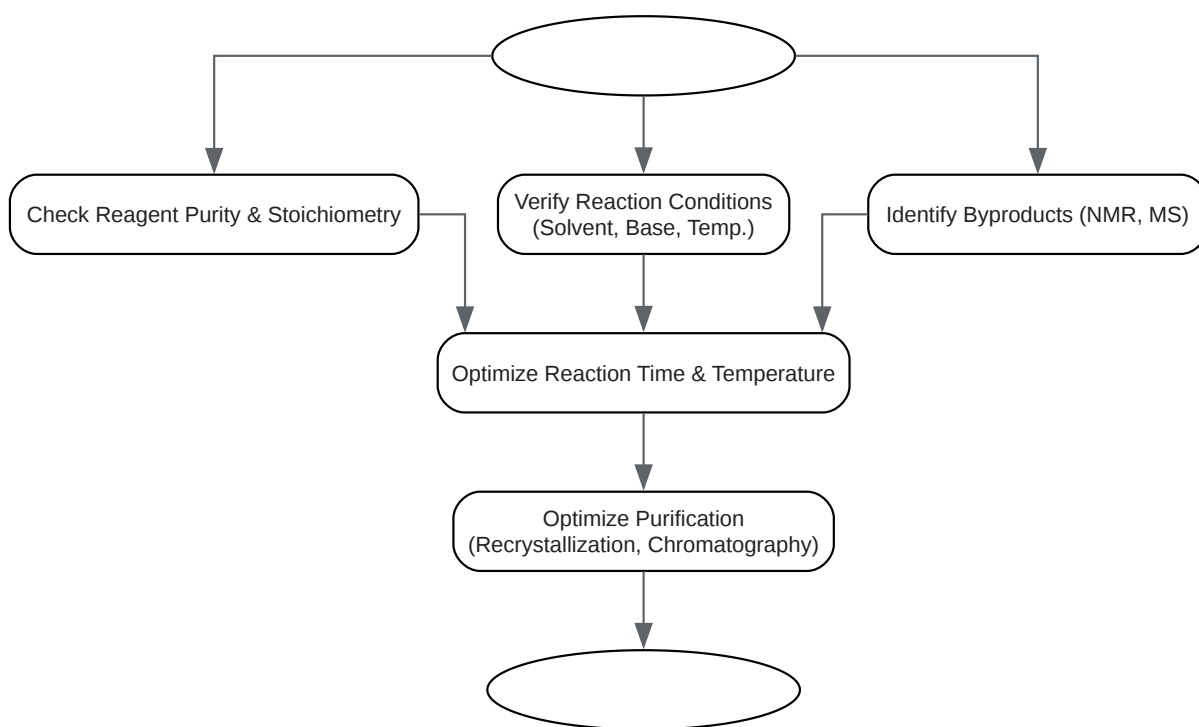 Check Reagent Purity & Stoichiometry
Verify Reaction Conditions
(Solvent, Base, Temp.)
Identify Byproducts (NMR, MS)
Optimize Reaction Time & Temperature
Optimize Purification
(Recrystallization, Chromatography)